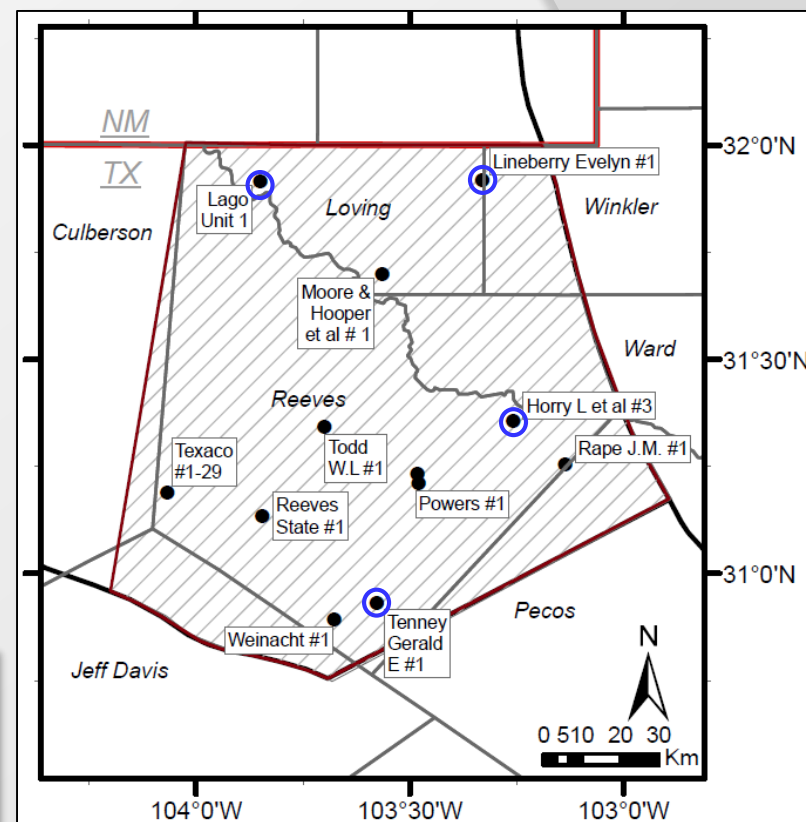 NM
TX
32°0'N
Lineberry Evelyn #1
Lago
Unit 1
Loving
Winkler
Culberson
Moore &
Hooper
et al # 1
Ward
31°30'N
Reeves
Horry L et al #3
Texaco
#1-29
Todd
W.L #1
Rape J.M. #1
Powers #1
Reeves
State #1
31°0'N
Pecos
Weinacht #1
Tenney
Gerald
E #1
Jeff Davis
N
0 510 20 30
Km
104°0'W
103°30'W
103°0'W